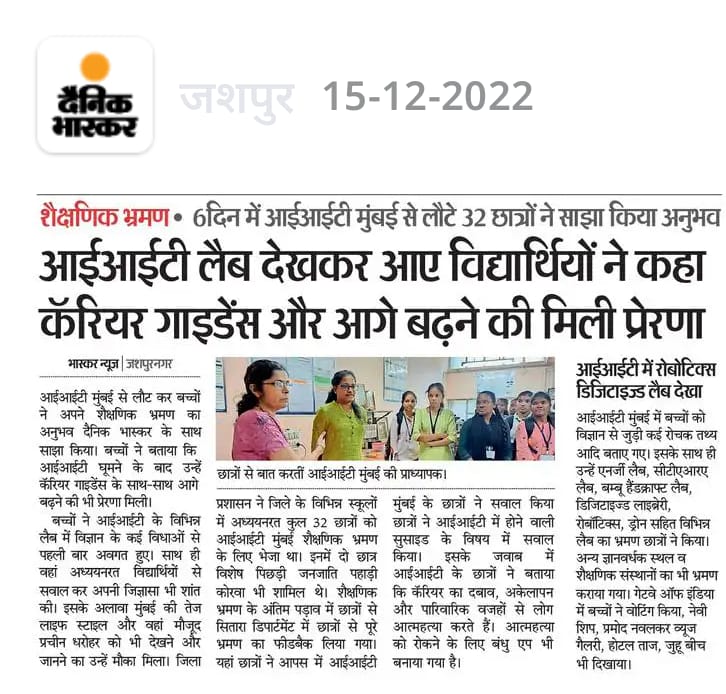 दैनिक
भास्कर
जशपुर 15-12-2022
शैक्षणिक भ्रमण • 6दिन में आईआईटी मुंबई से लौटे 32 छात्रों ने साझा किया अनुभव
आईआईटी लैब देखकर आए विद्यार्थियों ने कहा
कॅरियर गाइडेंस और आगे बढ़ने की मिली प्रेरणा
भास्कर न्यूज | जशपुरनगर
आईआईटी मुंबई से लौट कर बच्चों
ने अपने शैक्षणिक भ्रमण का
अनुभव दैनिक भास्कर के साथ
साझा किया। बच्चों ने बताया कि
आईआईटी घूमने के बाद उन्हें
कॅरियर गाइडेंस के साथ-साथ आगे
बढ़ने की भी प्रेरणा मिली।
बच्चों ने आईआईटी के विभिन्न
लैब में विज्ञान के कई विधाओं से
पहली बार अवगत हुए। साथ ही
वहां अध्ययनरत विद्यार्थियों से
सवाल कर अपनी जिज्ञासा भी शांत
की। इसके अलावा मुंबई की तेज
लाइफ स्टाइल और वहां मौजूद
प्रचीन धरोहर को भी देखने और
जानने का उन्हें मौका मिला। जिला
छात्रों से बात करतीं आईआईटी मुंबई की प्राध्यापक।
प्रशासन ने जिले के विभिन्न स्कूलों
में अध्ययनरत कुल 32 छात्रों को
आईआईटी मुंबई शैक्षणिक भ्रमण
के लिए भेजा था। इनमें दो छात्र
विशेष पिछड़ी जनजाति पहाड़ी
कोरवा भी शामिल थे। शैक्षणिक
भ्रमण के अंतिम पड़ाव में छात्रों से
सितारा डिपार्टमेंट में छात्रों से पूरे
भ्रमण का फीडबैक लिया गया।
यहां छात्रों ने आपस में आईआईटी
मुंबई के छात्रों ने सवाल किया
छात्रों ने आईआईटी में होने वाली
सुसाइड के विषय में सवाल
किया। इसके जवाब में
आईआईटी के छात्रों ने बताया
कि कॅरियर का दबाव, अकेलापन
और पारिवारिक वजहों से लोग
आत्महत्या करते हैं। आत्महत्या
को रोकने के लिए बंधु एप भी
बनाया गया है।
आईआईटी में रोबोटिक्स
डिजिटाइज्ड लैब देखा
आईआईटी मुंबई में बच्चों को
विज्ञान से जुड़ी कई रोचक तथ्य
आदि बताए गए। इसके साथ ही
उन्हें एनर्जी लैब, सीटीएआरए
लैब, बम्बू हैंडक्राफ्ट लैब,
डिजिटाइज्ड लाइब्रेरी,
रोबॉटिक्स, ड्रोन सहित विभिन्न
लैब का भ्रमण छात्रों ने किया।
अन्य ज्ञानवर्धक स्थल व
शैक्षणिक संस्थानों का भी भ्रमण
कराया गया। गेटवे ऑफ इंडिया
में बच्चों ने वोटिंग किया, नेवी
शिप, प्रमोद नवलकर व्यूज
गैलरी, होटल ताज, जुहू बीच
भी दिखाया।